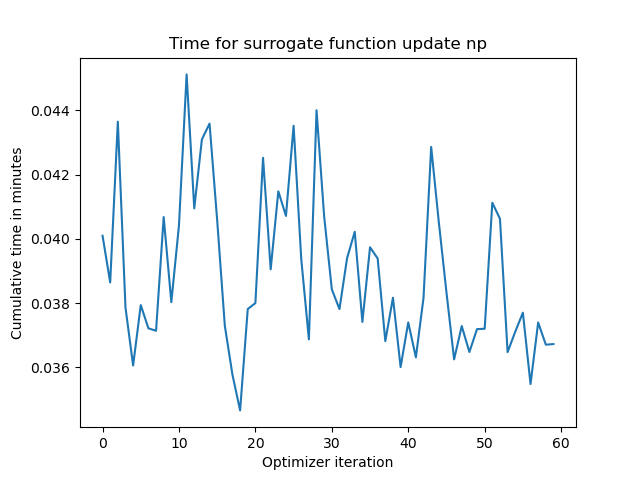 Time for surrogate function update np
Cumulative time in minutes
0.044
0.042
0.040
0.038
0.036
0 10 20 30 40 50 60
Optimizer iteration